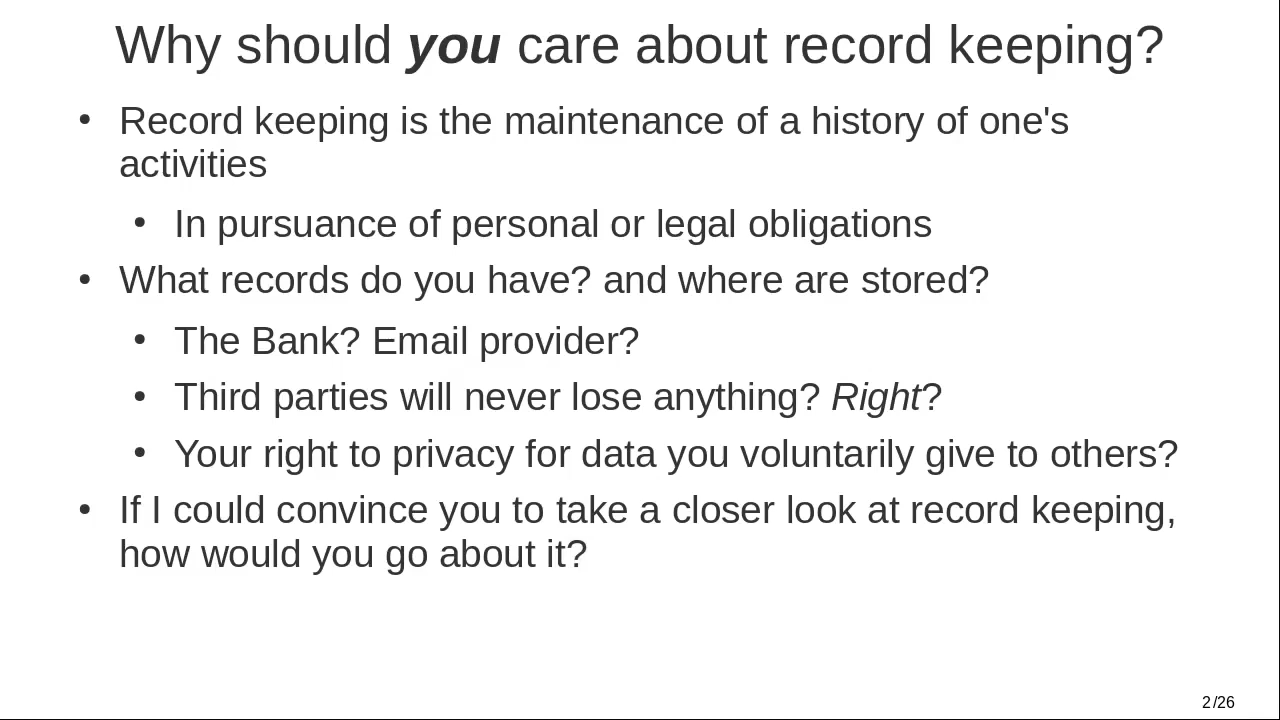 Why should you care about record keeping?
• Record keeping is the maintenance of a history of one's
activities
• In pursuance of personal or legal obligations
• What records do you have? and where are stored?
• The Bank? Email provider?
• Third parties will never lose anything? Right?
• Your right to privacy for data you voluntarily give to others?
• If I could convince you to take a closer look at record keeping,
how would you go about it?
2/26